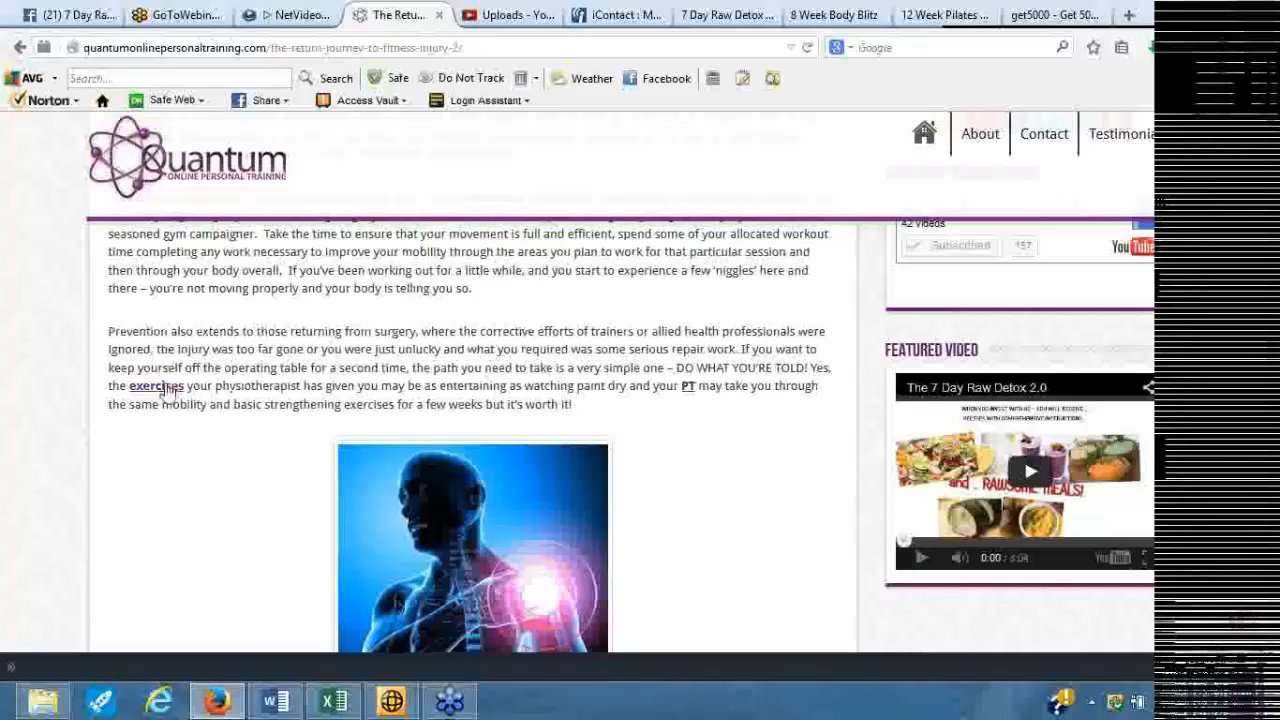 (21) 7 Day Ra...
GoToWebin...
NetVideo...
The Retu...
Uploads - Yo...
iContact : M...
7 Day Raw Detox ...
8 Week Body Blitz
12 Week Pilates ...
get5000 - Get 50...
quantumonlinepersonaltraining.com/the-return-journey-to-fitness-injury
Google
AVG
Search...
Search
Safe
Do Not Track
Weather
Facebook
Norton
Safe Web
Share
Access Vault
Login Assistant
Quantum
ONLINE PERSONAL TRAINING
About
Contact
Testimonia
seasoned gym campaigner. Take the time to ensure that your movement is full and efficient, spend some of your allocated workout
time completing any work necessary to improve your motion through the areas you plan to work for that particular session and
then through your body overall. If you've been working out for a little while, and you start to experience a few 'niggles' here and
there – you're not moving properly and your body is telling you so.
Prevention also extends to those returning from surgery, where the corrective efforts of trainers or allied health professionals were
ignored, the injury was too far gone or you were just unlucky and what you required was some serious repair work. If you want to
keep yourself off the operating table for a second time, the path you need to take is a very simple one – DO WHAT YOU'RE TOLD! Yes,
the exercises your physiotherapist has given you may be as entertaining as watching paint dry and your PT may take you through
the same mobility and basic strengthening exercises for a few weeks but it's worth it!
42 videos
Subscribed
157
YouTube
FEATURED VIDEO
The 7 Day Raw Detox 2.0
and .. RAWSOME MEALS!
0:00
YouTube